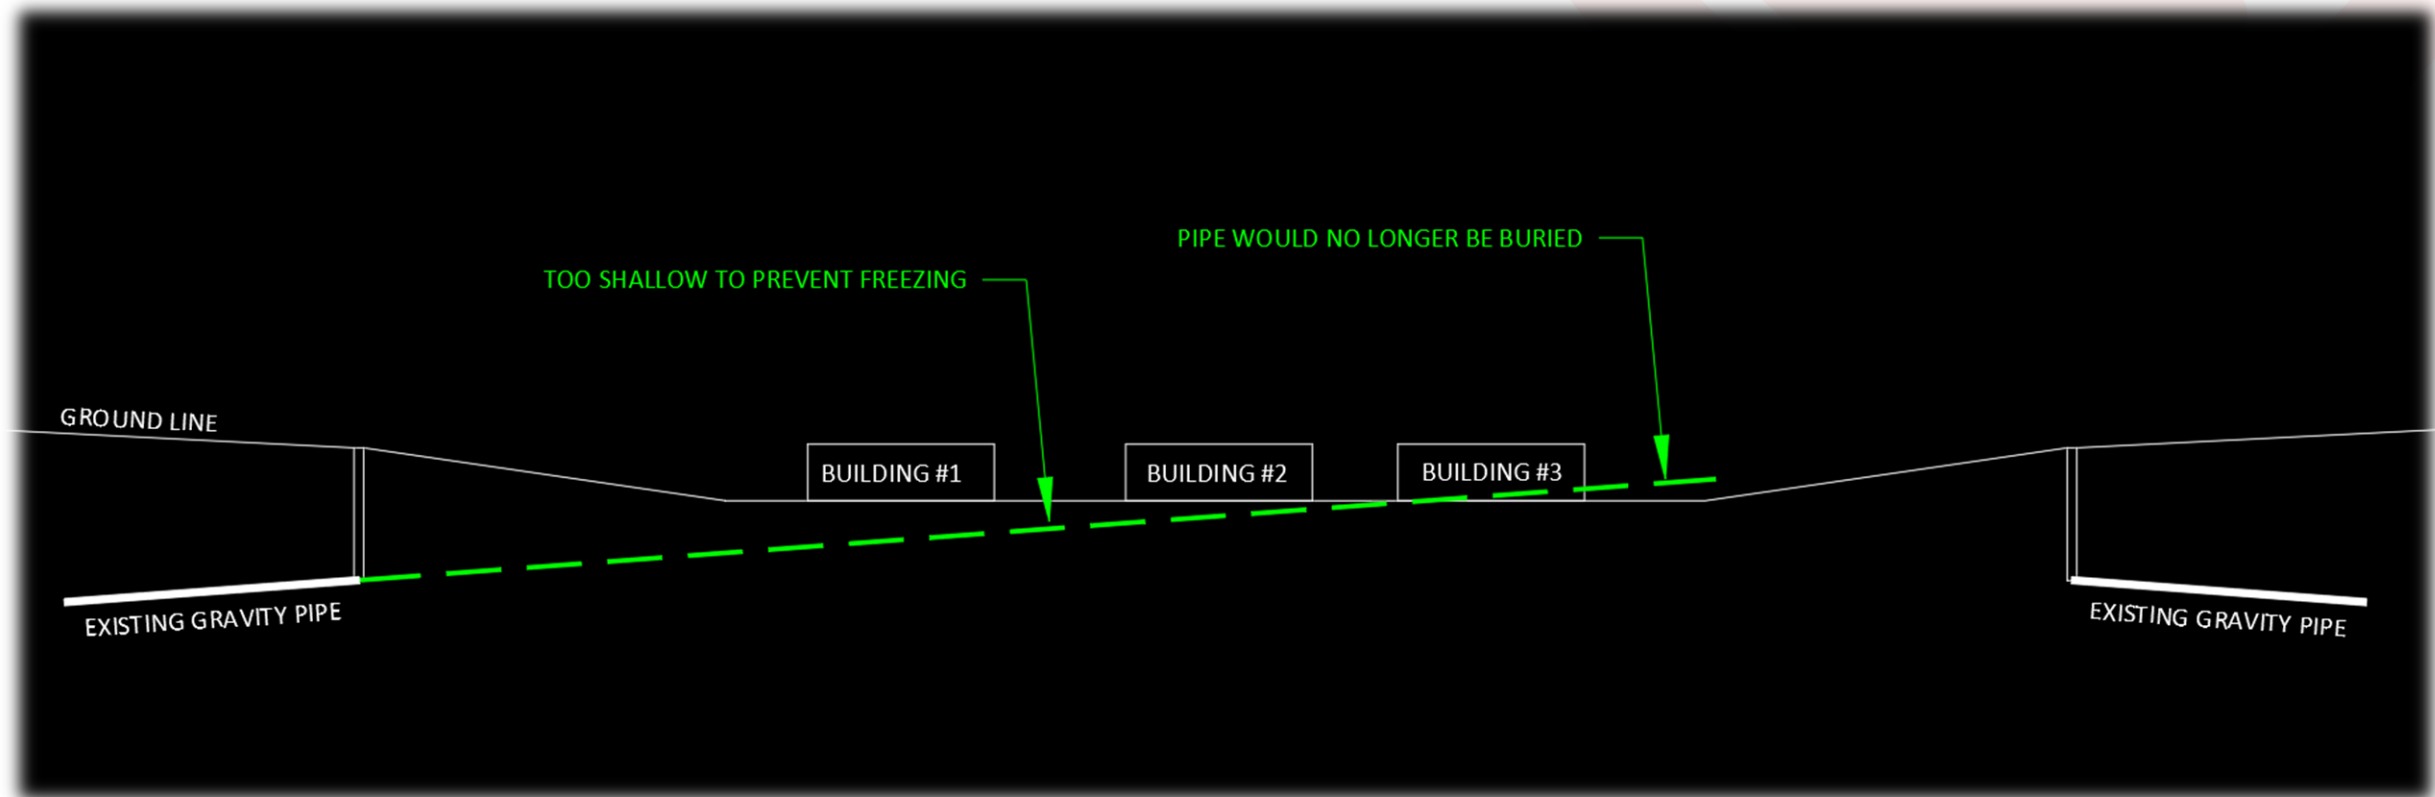 PIPE WOULD NO LONGER BE BURIED
TOO SHALLOW TO PREVENT FREEZING
GROUND LINE
BUILDING #1
BUILDING #2
BUILDING #3
EXISTING GRAVITY PIPE
EXISTING GRAVITY PIPE